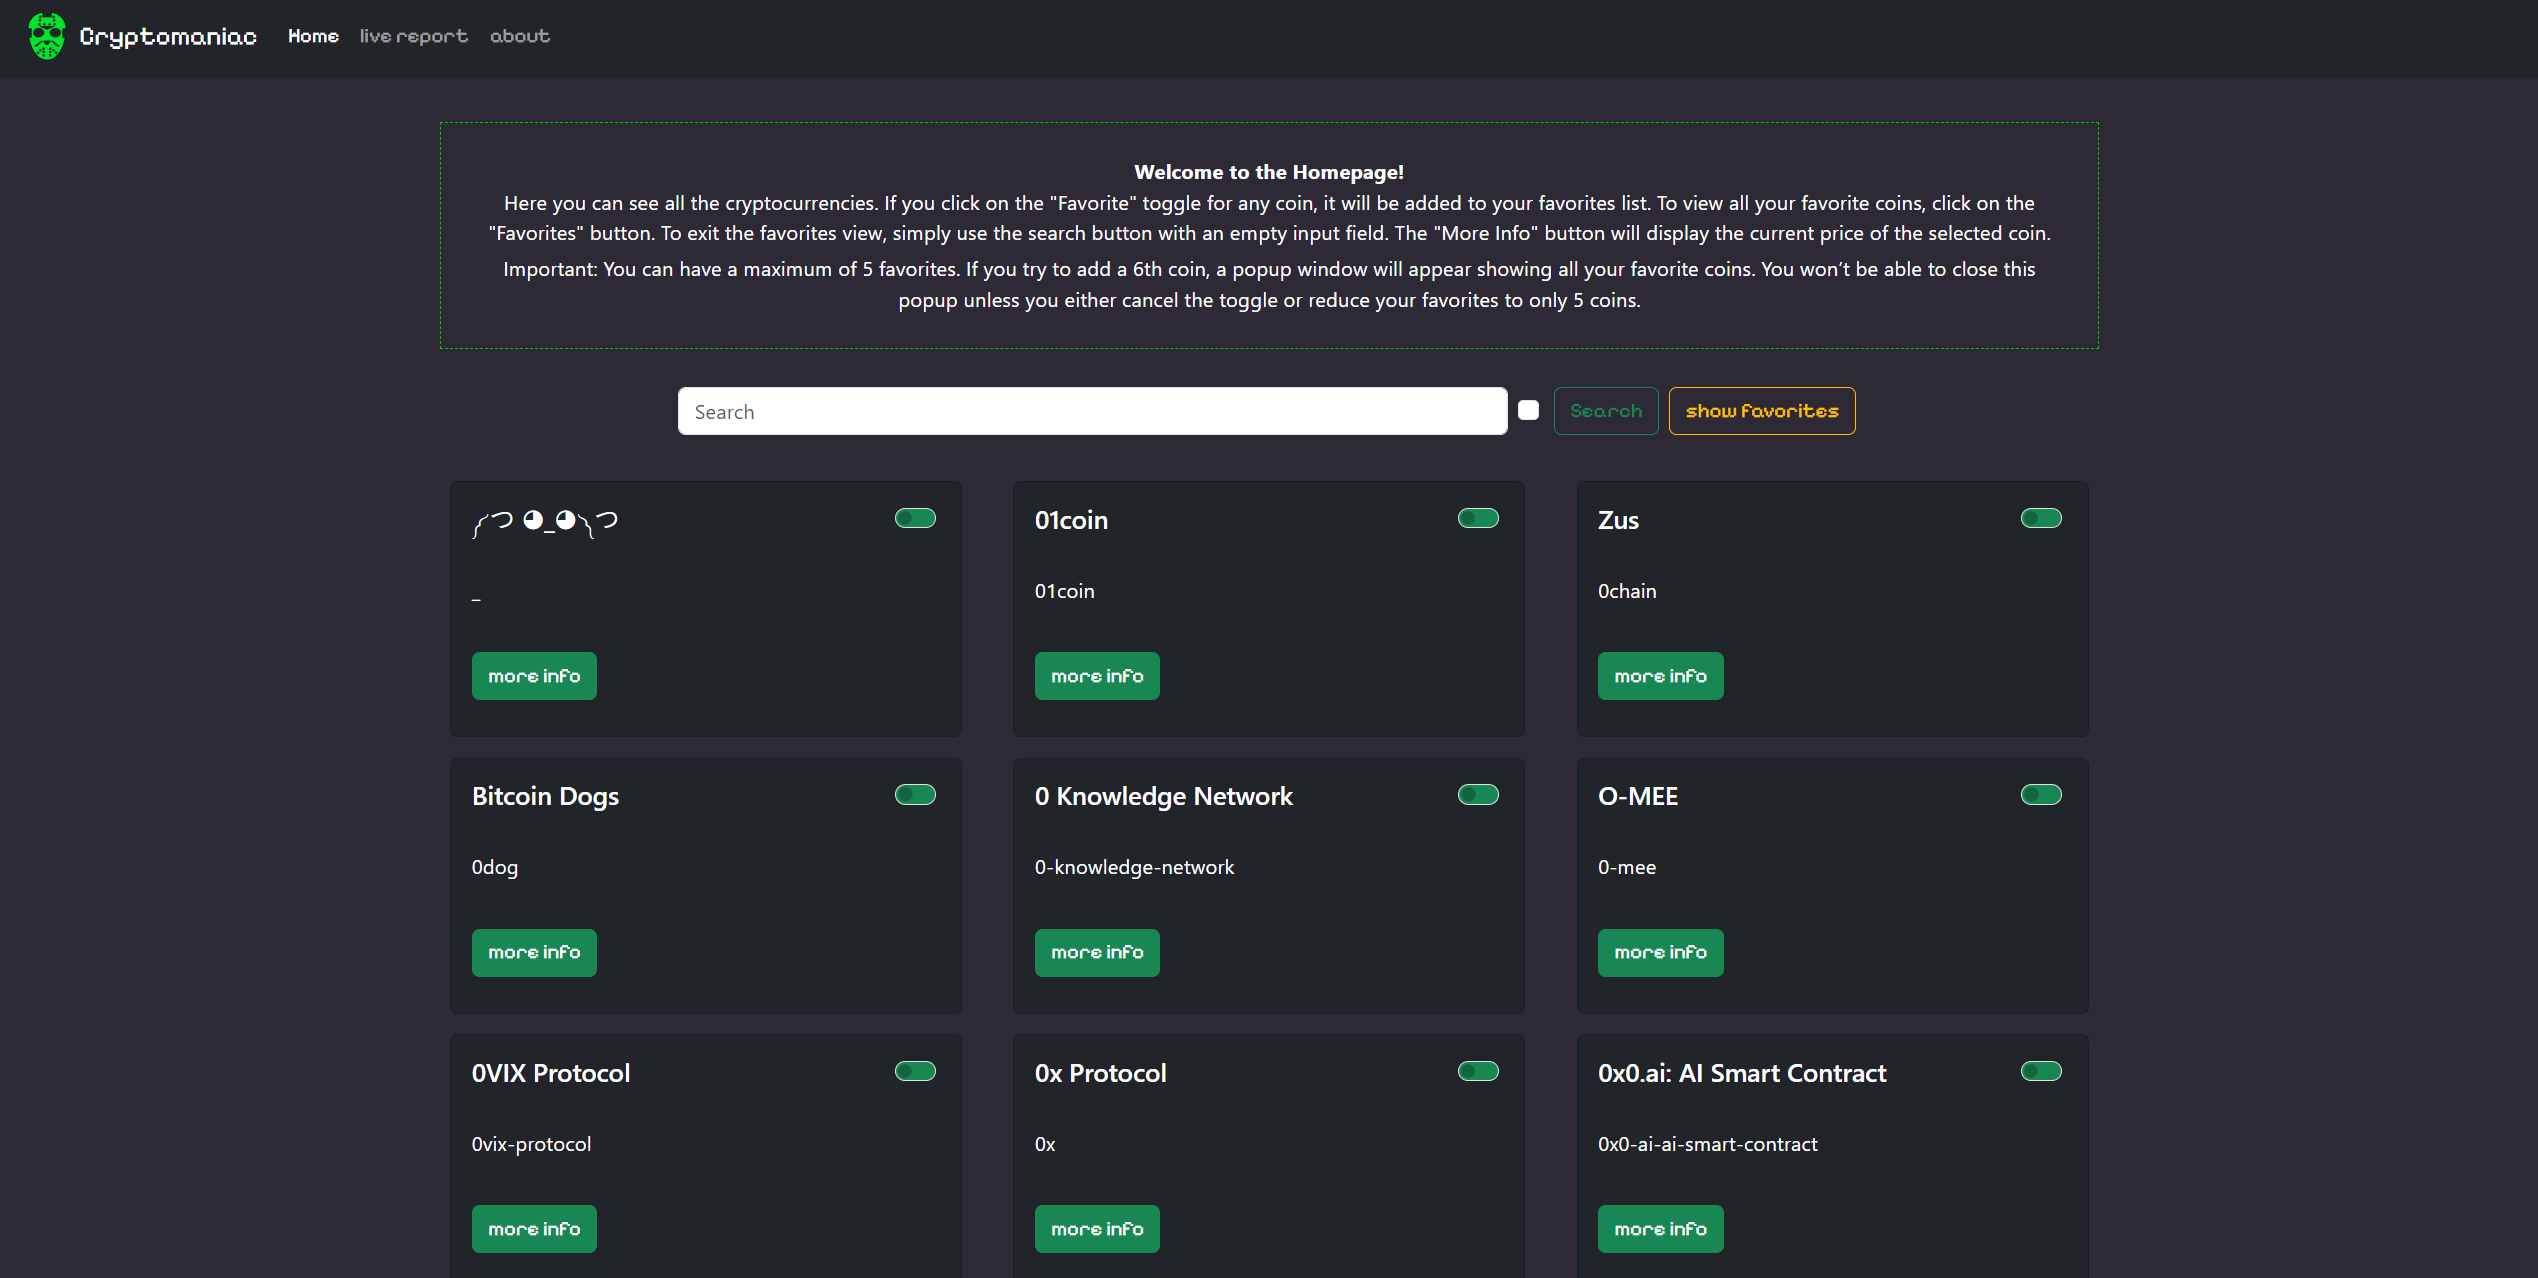 Cryptomaniac Home live report about
Welcome to the Homepage!
Here you can see all the cryptocurrencies. If you click on the "Favorite" toggle for any coin, it will be added to your favorites list. To view all your favorite coins, click on the
"Favorites" button. To exit the favorites view, simply use the search button with an empty input field. The "More Info" button will display the current price of the selected coin.
Important: You can have a maximum of 5 favorites. If you try to add a 6th coin, a popup window will appear showing all your favorite coins. You won’t be able to close this
popup unless you either cancel the toggle or reduce your favorites to only 5 coins.
Search Search show favorites
༼つ ◕_◕༽つ
_
more info
01coin
01coin
more info
Zus
0chain
more info
Bitcoin Dogs
0dog
more info
0 Knowledge Network
0-knowledge-network
more info
O-MEE
0-mee
more info
0VIX Protocol
0vix-protocol
more info
0x Protocol
0x
more info
0x0.ai: AI Smart Contract
0x0-ai-ai-smart-contract
more info